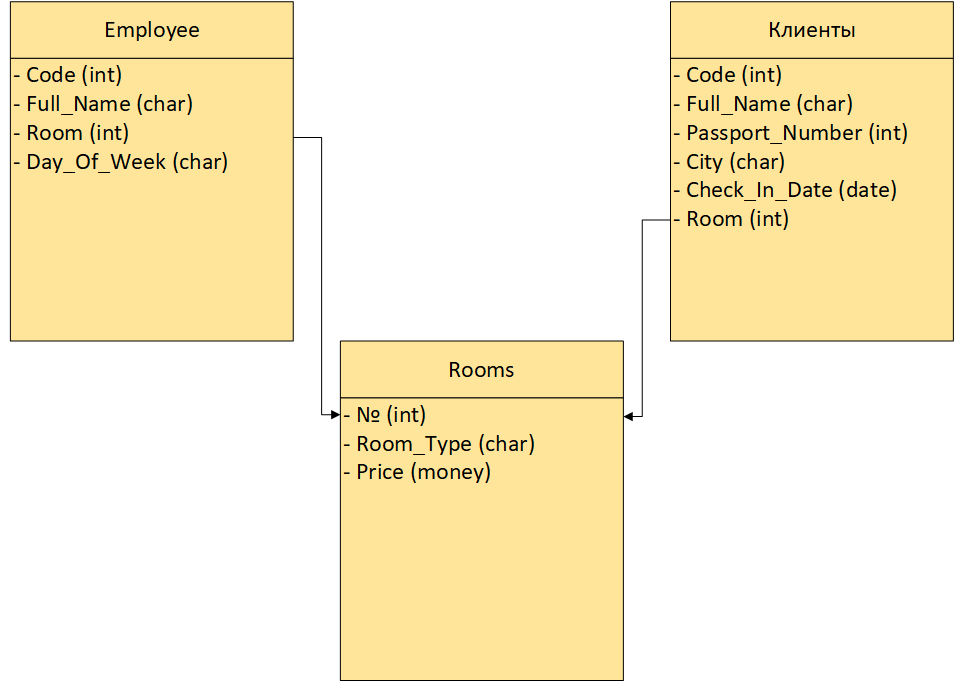 Employee
- Code (int)
- Full_Name (char)
- Room (int)
- Day_Of_Week (char)
Клиенты
- Code (int)
- Full_Name (char)
- Passport_Number (int)
- City (char)
- Check_In_Date (date)
- Room (int)
Rooms
- № (int)
- Room_Type (char)
- Price (money)